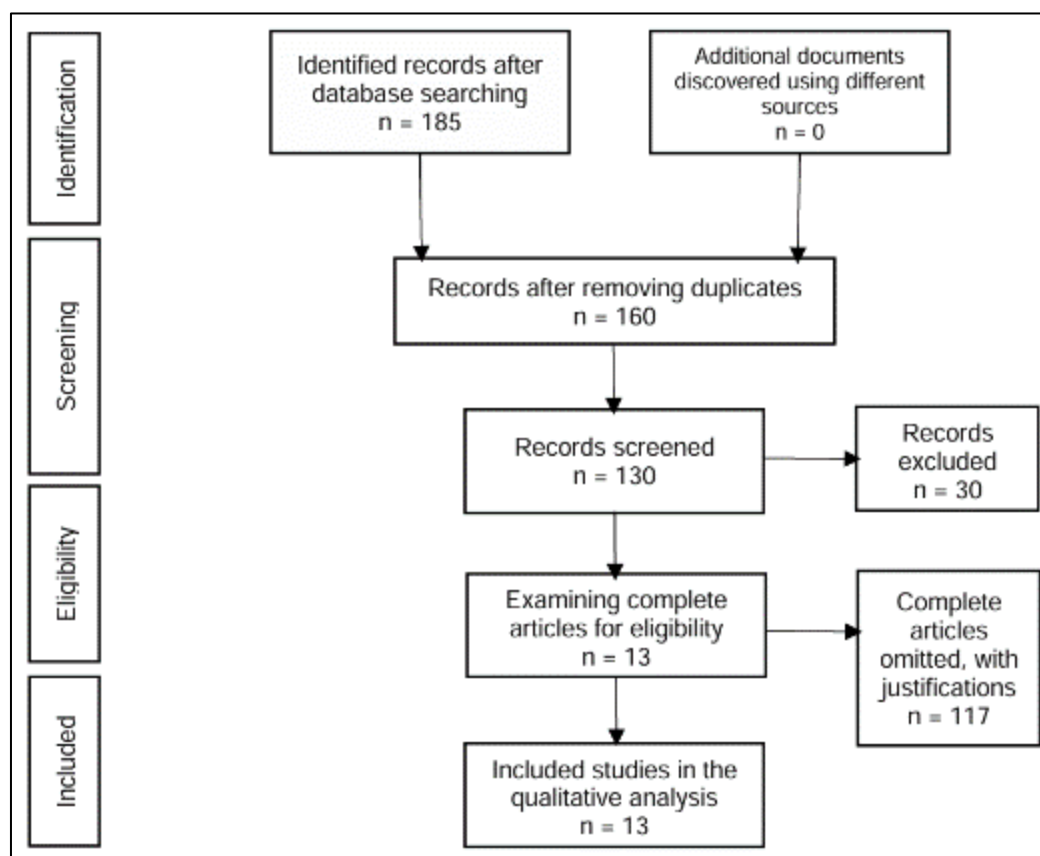 Identification
Identified records after
database searching
n = 185
Additional documents
discovered using different
sources
n = 0
Screening
Records after removing duplicates
n = 160
Records screened
n = 130
Records
excluded
n = 30
Eligibility
Examining complete
articles for eligibility
n = 13
Complete
articles
omitted, with
justifications
n = 117
Included
Included studies in the
qualitative analysis
n = 13